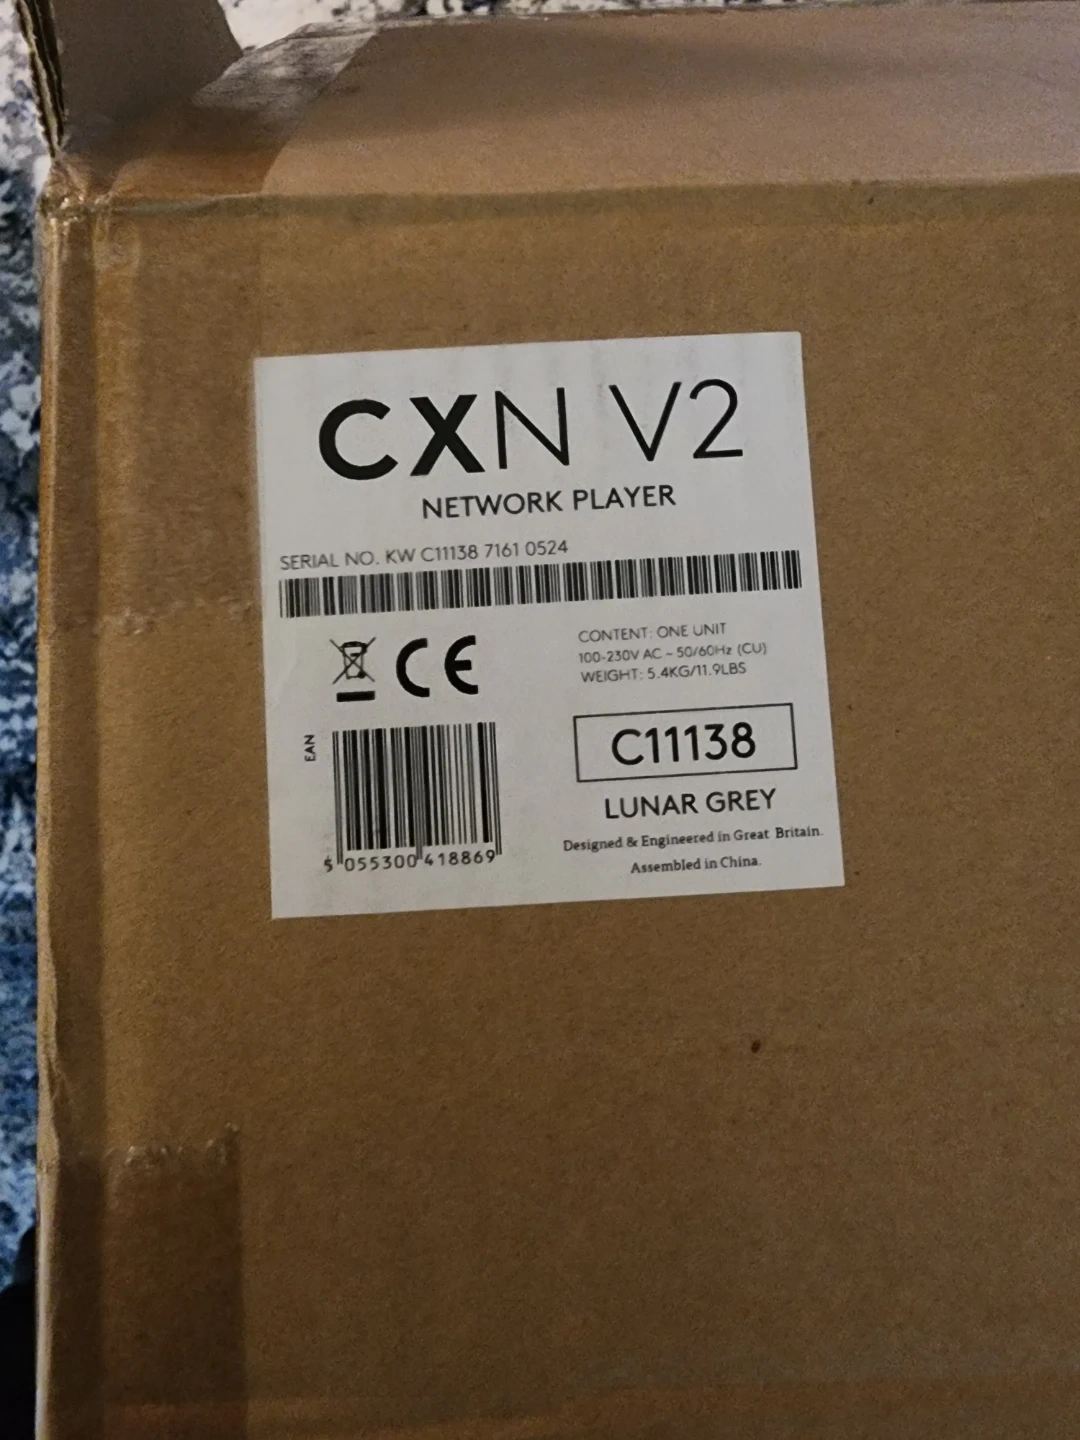 CXN V2
NETWORK PLAYER
SERIAL NO. KW C11138 7161 0524
CE
CONTENT: ONE UNIT
100-230V AC ~ 50/60Hz (CU)
WEIGHT: 5.4KG/11.9LBS
EAN
5 055300 418869
C11138
LUNAR GREY
Designed & Engineered in Great Britain.
Assembled in China.